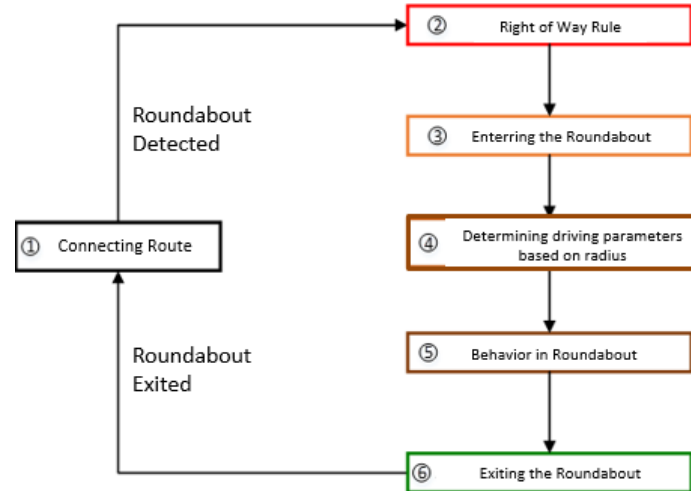 ② Right of Way Rule
Roundabout
Detected
③ Enterring the Roundabout
① Connecting Route
④ Determining driving parameters
based on radius
Roundabout
Exited
⑤ Behavior in Roundabout
⑥ Exiting the Roundabout